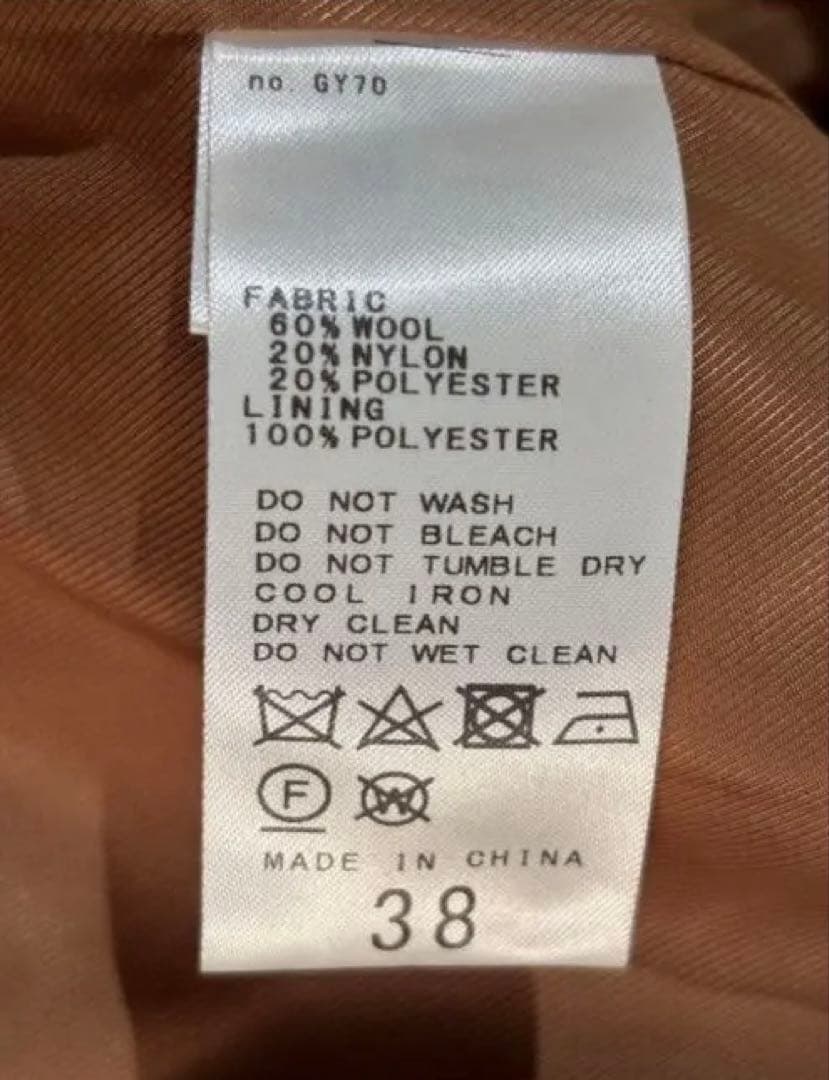 no. GY70
FABRIC
60% WOOL
20% NYLON
20% POLYESTER
LINING
100% POLYESTER
DO NOT WASH
DO NOT BLEACH
DO NOT TUMBLE DRY
COOL IRON
DRY CLEAN
DO NOT WET CLEAN
F W
MADE IN CHINA
38